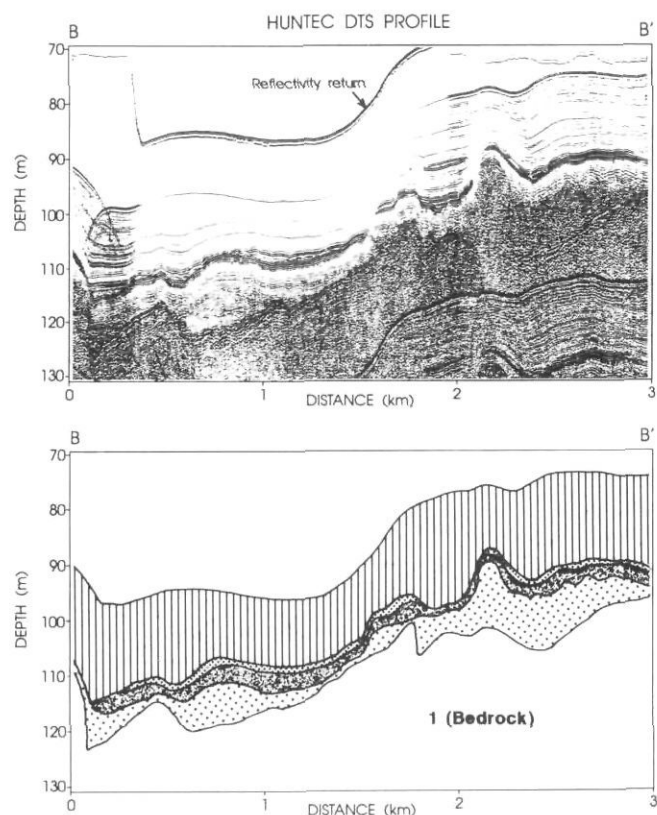 HUNTEC DTS PROFILE
B B'
70
80
90
100
110
120
130
DEPTH (m)
Reflectivity return
0 1 2 3
DISTANCE (km)
B B'
70
80
90
100
110
120
130
DEPTH (m)
1 (Bedrock)
0 1 2 3
DISTANCE (km)